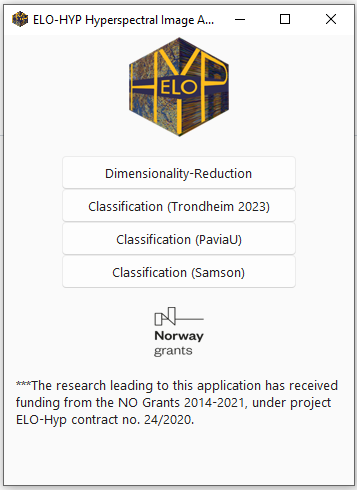 ELO-HYP Hyperspectral Image A...
HYP
ELO
Dimensionality-Reduction
Classification (Trondheim 2023)
Classification (PaviaU)
Classification (Samson)
Norway
grants
***The research leading to this application has received
funding from the NO Grants 2014-2021, under project
ELO-Hyp contract no. 24/2020.